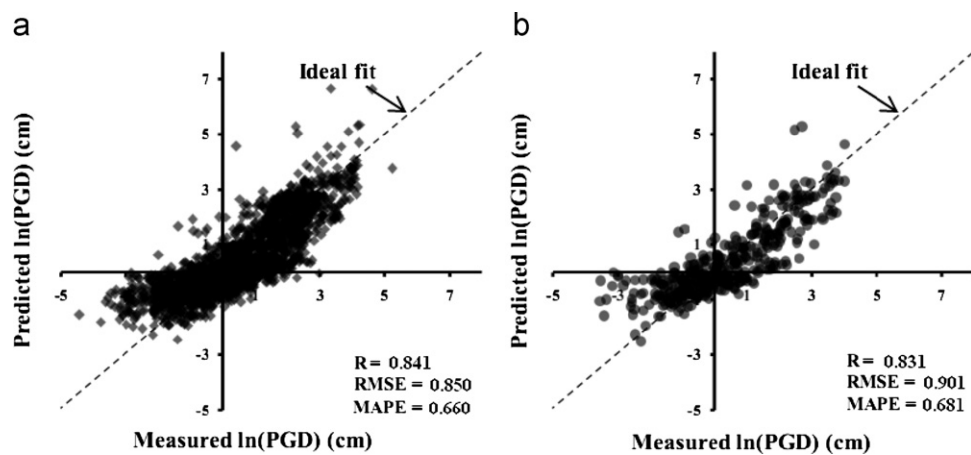 a
Predicted ln(PGD) (cm)
Ideal fit
7
5
3
1
-5
-3
-1
1
3
5
7
-3
-5
R = 0.841
RMSE = 0.850
MAPE = 0.660
Measured ln(PGD) (cm)
b
Predicted ln(PGD) (cm)
Ideal fit
7
5
3
1
-5
-3
-1
1
3
5
7
-3
-5
R = 0.831
RMSE = 0.901
MAPE = 0.681
Measured ln(PGD) (cm)